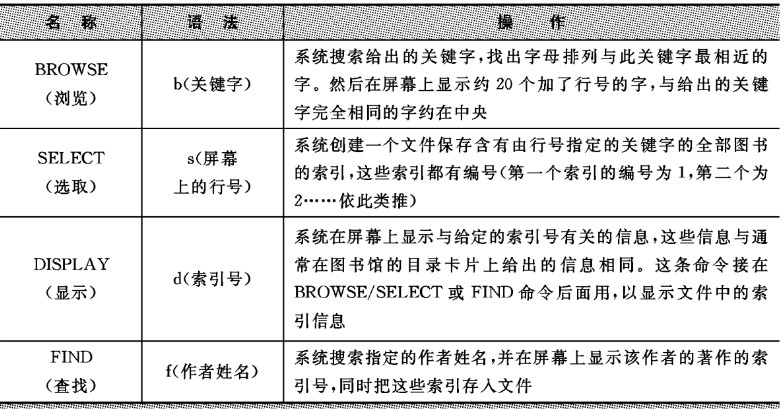 名 称 语 法 操 作
BROWSE
(浏览)
b(关键字)
系统搜索给出的关键字,找出字母排列与此关键字最相近的
字。然后在屏幕上显示约 20 个加了行号的字,与给出的关键
字完全相同的字约在中央
SELECT
(选取)
s(屏幕
上的行号)
系统创建一个文件保存含有由行号指定的关键字的全部图书
的索引,这些索引都有编号(第一个索引的编号为 1,第二个为
2……依此类推)
DISPLAY
(显示)
d(索引号)
系统在屏幕上显示与给定的索引号有关的信息,这些信息与通
常在图书馆的目录卡片上给出的信息相同。这条命令接在
BROWSE/SELECT 或 FIND 命令后面用,以显示文件中的索
引信息
FIND
(查找)
f(作者姓名)
系统搜索指定的作者姓名,并在屏幕上显示该作者的著作的索
引号,同时把这些索引存入文件